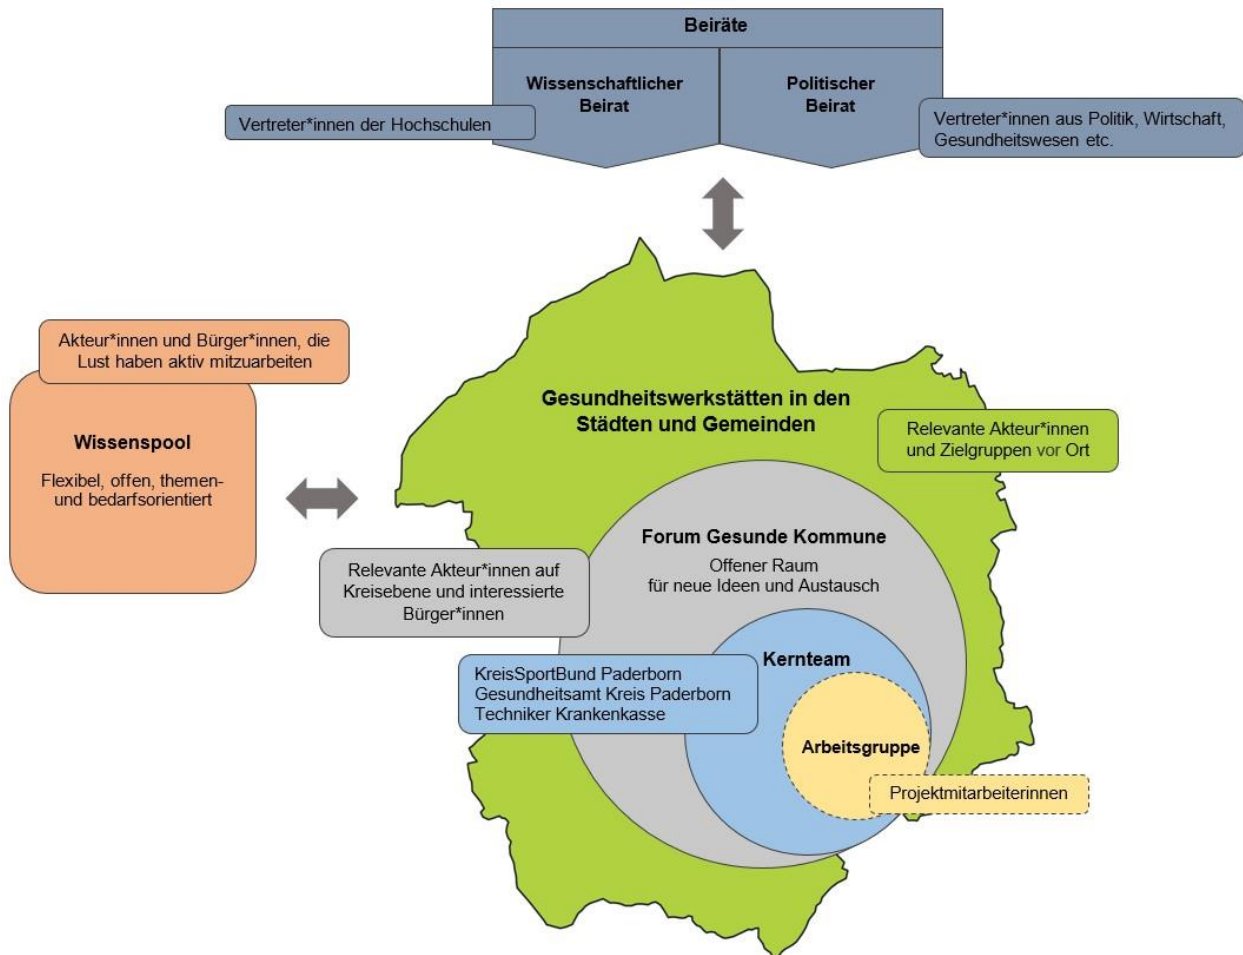 Beiräte
Wissenschaftlicher
Beirat
Politischer
Beirat
Vertreter*innen der Hochschulen
Vertreter*innen aus Politik, Wirtschaft,
Gesundheitswesen etc.
Akteur*innen und Bürger*innen, die
Lust haben aktiv mitzuarbeiten
Wissenspool
Flexibel, offen, themen-
und bedarfsorientiert
Gesundheitswerkstätten in den
Städten und Gemeinden
Relevante Akteur*innen
und Zielgruppen vor Ort
Forum Gesunde Kommune
Offener Raum
für neue Ideen und Austausch
Relevante Akteur*innen auf
Kreisebene und interessierte
Bürger*innen
Kernteam
KreisSportBund Paderborn
Gesundheitsamt Kreis Paderborn
Techniker Krankenkasse
Arbeitsgruppe
Projektmitarbeiterinnen